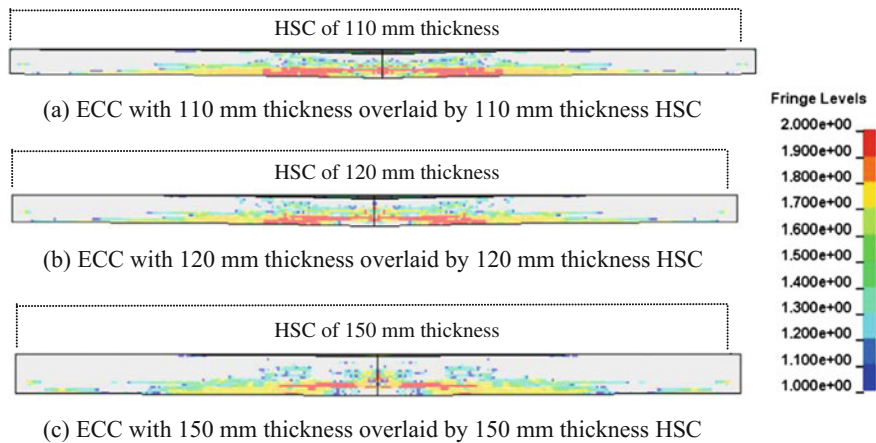 HSC of 110 mm thickness
(a) ECC with 110 mm thickness overlaid by 110 mm thickness HSC
HSC of 120 mm thickness
(b) ECC with 120 mm thickness overlaid by 120 mm thickness HSC
HSC of 150 mm thickness
(c) ECC with 150 mm thickness overlaid by 150 mm thickness HSC
Fringe Levels
2.000e+00
1.900e+00
1.800e+00
1.700e+00
1.600e+00
1.500e+00
1.400e+00
1.300e+00
1.200e+00
1.100e+00
1.000e+00